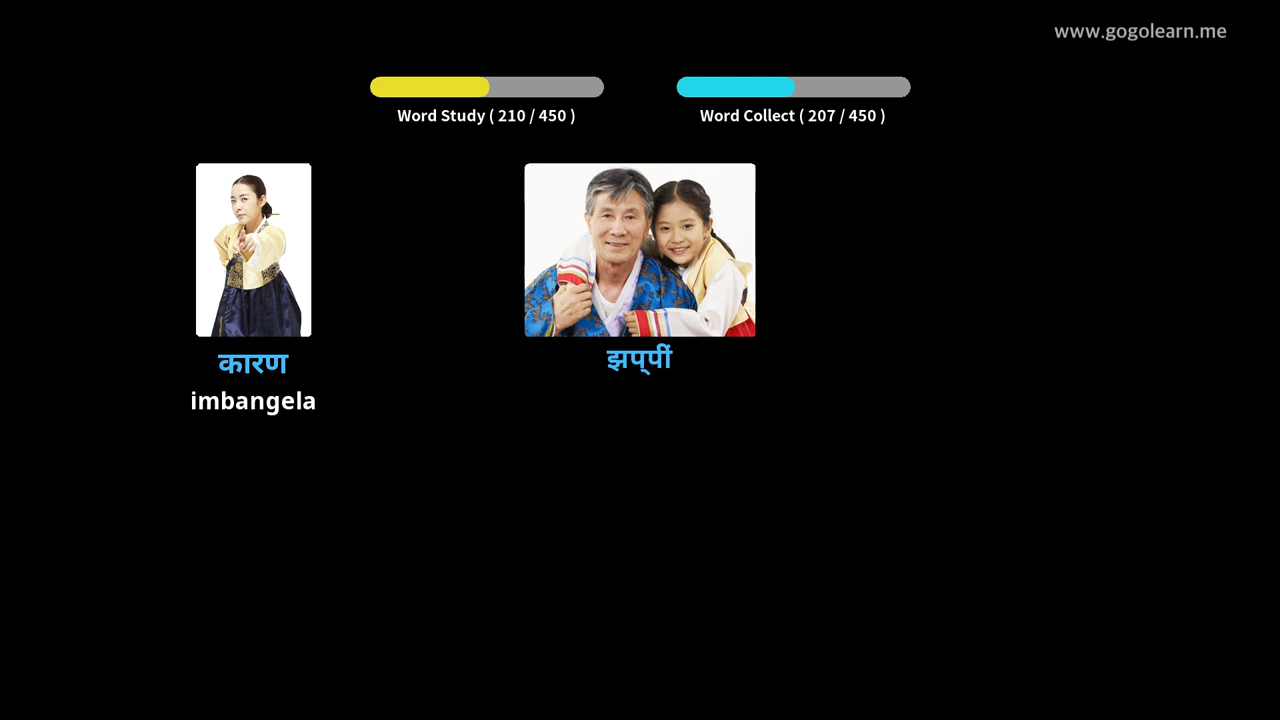 www.gogolearn.me
Word Study ( 210 / 450 )
Word Collect ( 207 / 450 )
कारण
झप्पीं
imbangela